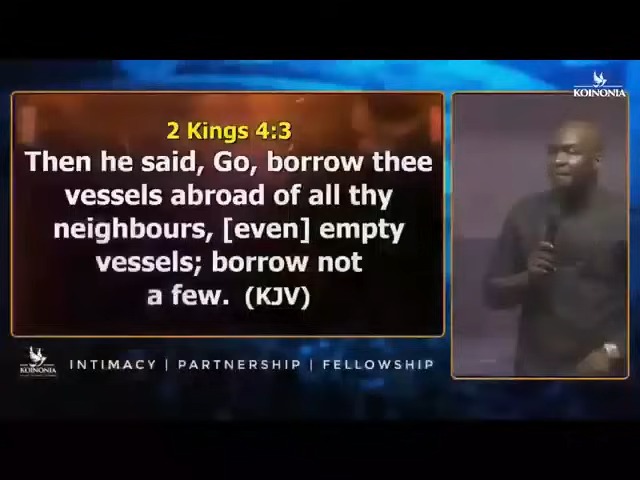 KOINONIA
2 Kings 4:3
Then he said, Go, borrow thee
vessels abroad of all thy
neighbours, [even] empty
vessels; borrow not
a few. (KJV)
KOINONIA
INTIMACY | PARTNERSHIP | FELLOWSHIP